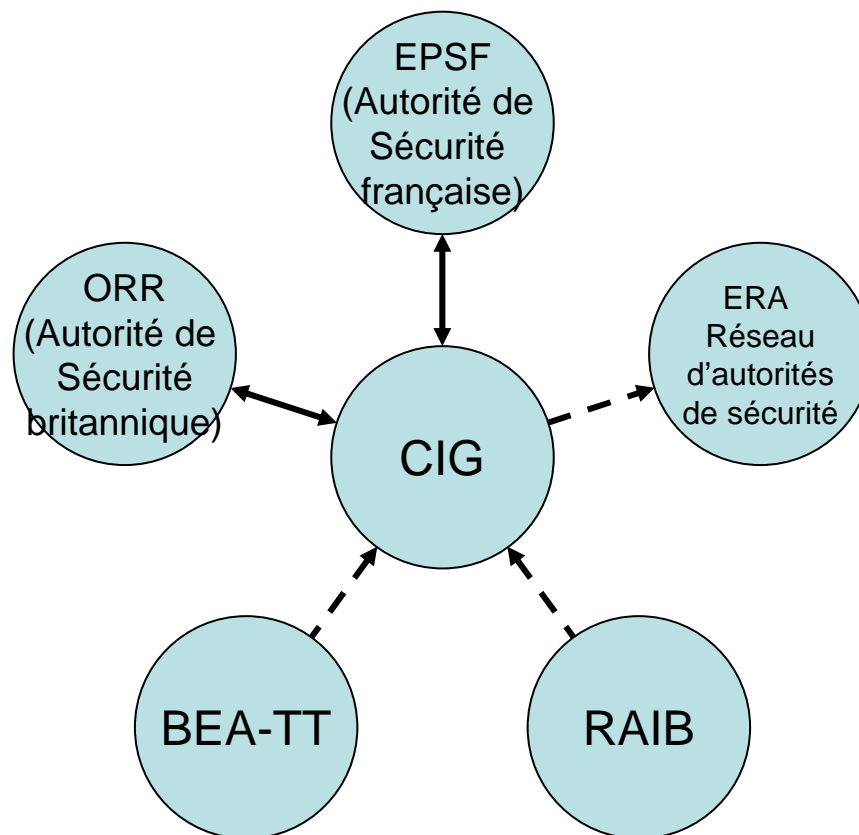 EPSF
(Autorité de
Sécurité
française)
ORR
(Autorité de
Sécurité
britannique)
ERA
Réseau
d'autorités
de sécurité
CIG
BEA-TT
RAIB